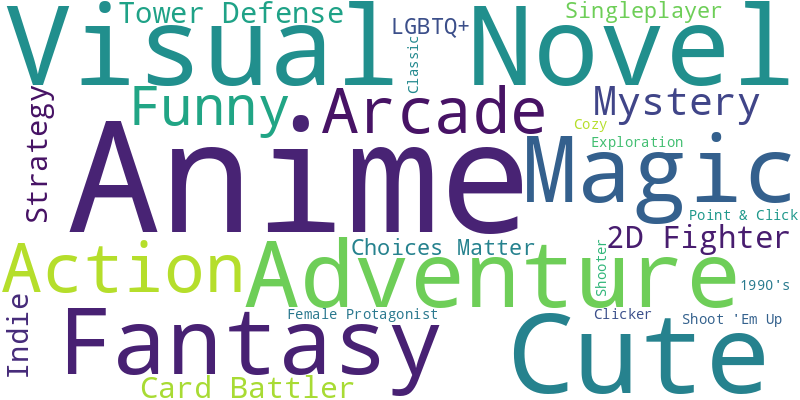 Visual Novel
Tower Defense
LGBTQ+
Singleplayer
Classic
Strategy
Funny
Arcade
Mystery
Cozy
Anime
Exploration
Magic
Point & Click
2D Fighter
Action
Adventure
Choices Matter
Shooter
1990's
Indie
Fantasy
Female Protagonist
Cute
Clicker
Shoot 'Em Up
Card Battler